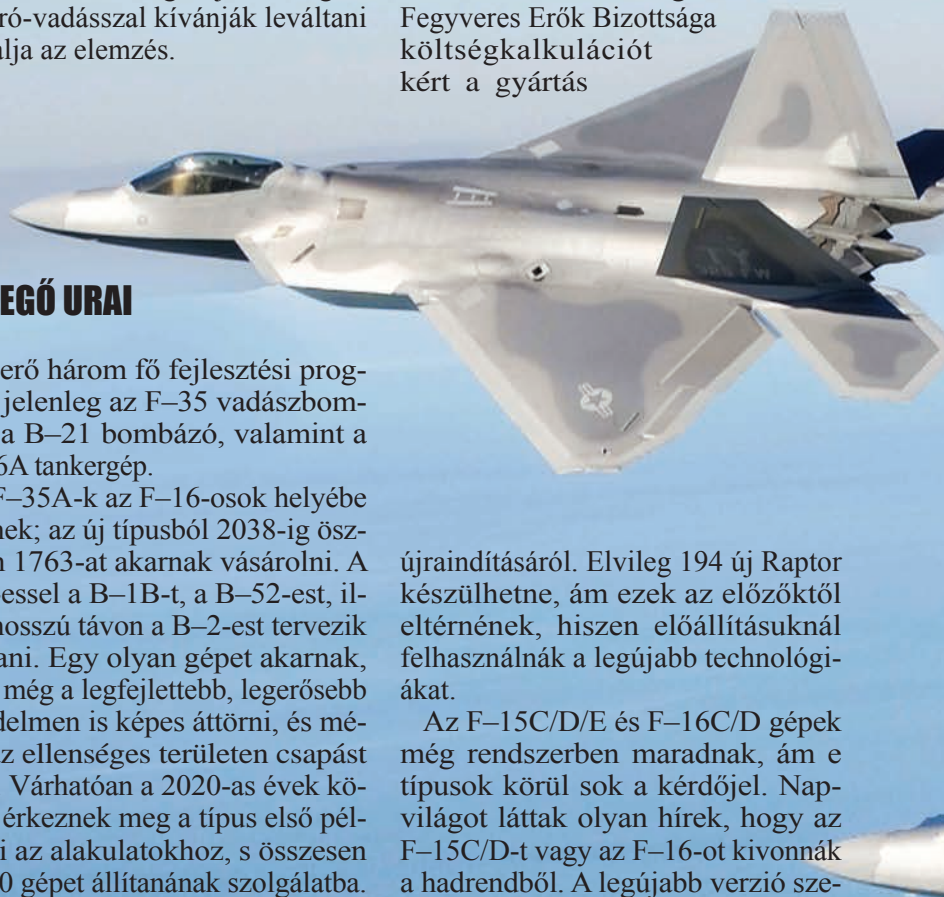 ró-vadásszal kívánják leváltani
alja az elemzés.
EGŐ URAI
erő három fő fejlesztési prog-
jelenleg az F–35 vadászbom-
a B–21 bombázó, valamint a
6A tankergép.
F–35A-k az F–16-osok helyébe
nek; az új típusból 2038-ig ösz-
n 1763-at akarnak vásárolni. A
essel a B–1B-t, a B–52-est, il-
hosszú távon a B–2-est tervezik
ani. Egy olyan gépet akarnak,
még a legfejlettebb, legerősebb
delmen is képes áttörni, és mé-
az ellenséges területen csapást
Várhatóan a 2020-as évek kö-
érkeznek meg a típus első pél-
i az alakulatokhoz, s összesen
0 gépet állítanának szolgálatba.
Fegyveres Erők Bizottsága
költségkalkulációt
kért a gyártás
újraindításáról. Elvileg 194 új Raptor
készülhetne, ám ezek az előzőktől
eltérnének, hiszen előállításuknál
felhasználnák a legújabb technológi-
ákat.
Az F–15C/D/E és F–16C/D gépek
még rendszerben maradnak, ám e
típusok körül sok a kérdőjel. Nap-
világot láttak olyan hírek, hogy az
F–15C/D-t vagy az F–16-ot kivonnák
a hadrendből. A legújabb verzió sze-